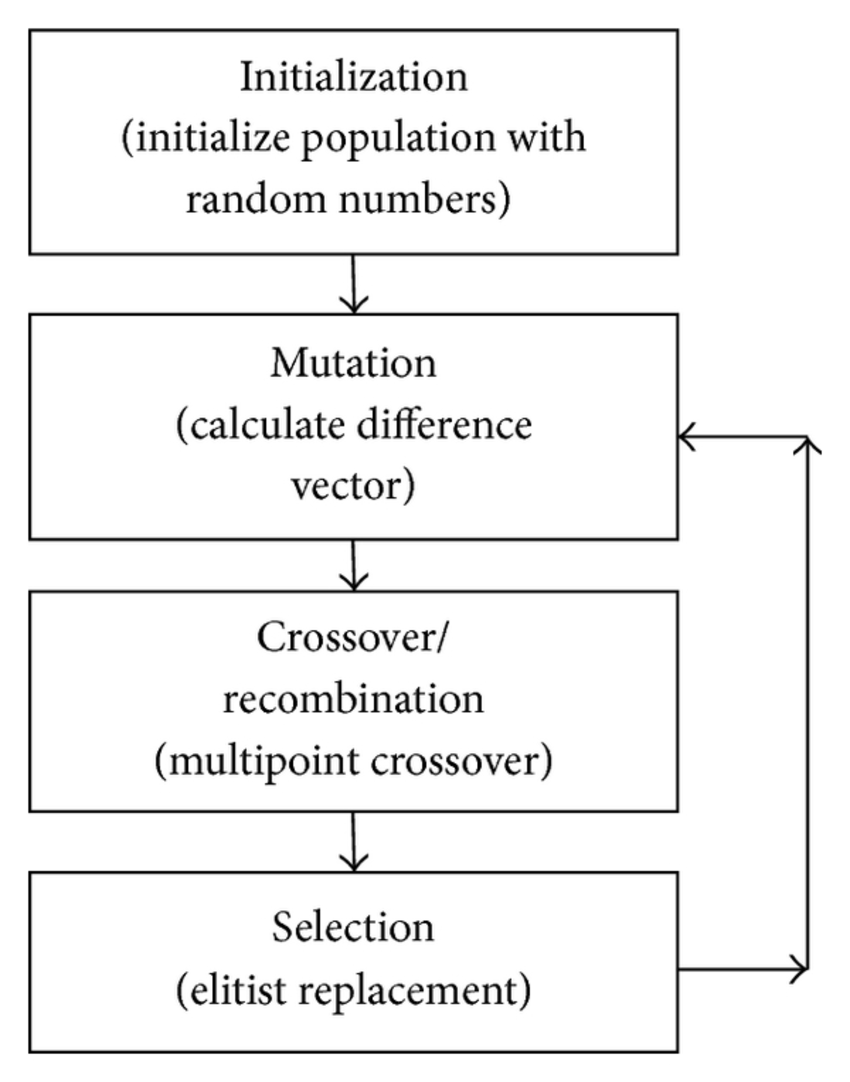 Initialization
(initialize population with
random numbers)
Mutation
(calculate difference
vector)
Crossover/
recombination
(multipoint crossover)
Selection
(elitist replacement)